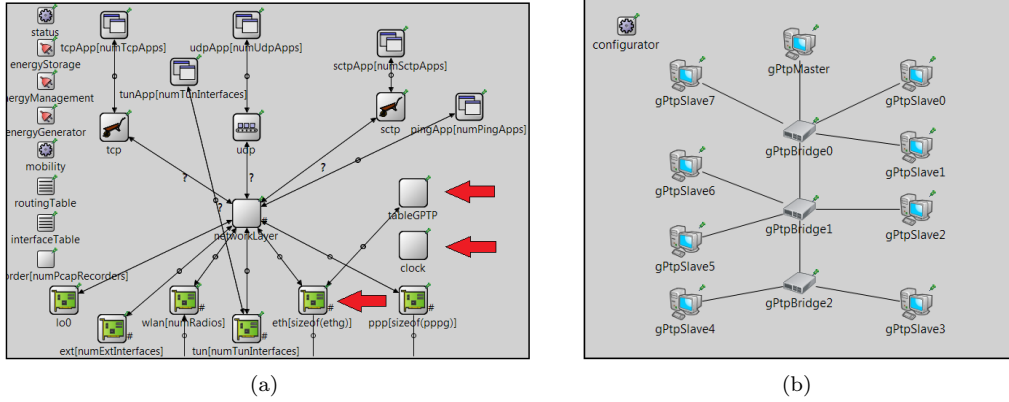 status
tcpApp[numTcpApps]
udpApp[numUdpApps]
energyStorage
sctpApp[numSctpApps]
tunApp[numTunInterfaces]
nergyManagement
energyGenerator
tcp
udp
sctp
pingApp[numPingApps]
mobility
?
?
?
?
routingTable
tableGPTP
networkLayer
#
interfaceTable
clock
order[numPcapRecorders]
lo0
wlan[numRadios]
#
eth[sizeof(ethg)]
#
ppp[sizeof(pppg)]
#
ext[numExtInterfaces]
#
tun[numTunInterfaces]
#
(a)
configurator
gPtpMaster
gPtpSlave7
gPtpSlave0
gPtpBridge0
gPtpSlave1
gPtpSlave6
gPtpBridge1
gPtpSlave2
gPtpSlave5
gPtpBridge2
gPtpSlave4
gPtpSlave3
(b)